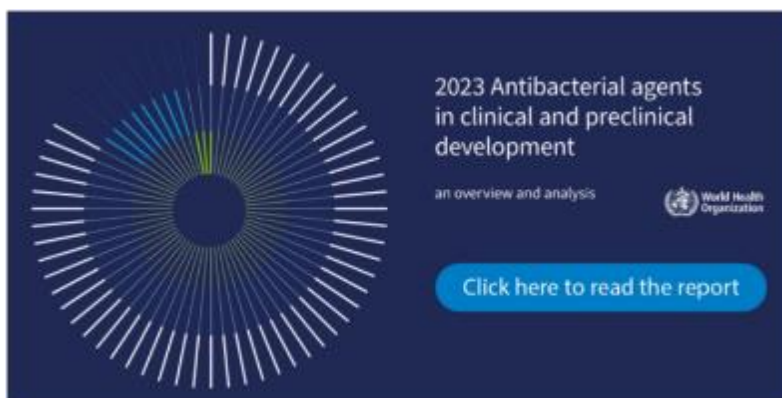 2023 Antibacterial agents
in clinical and preclinical
development
an overview and analysis
World Health
Organization
Click here to read the report